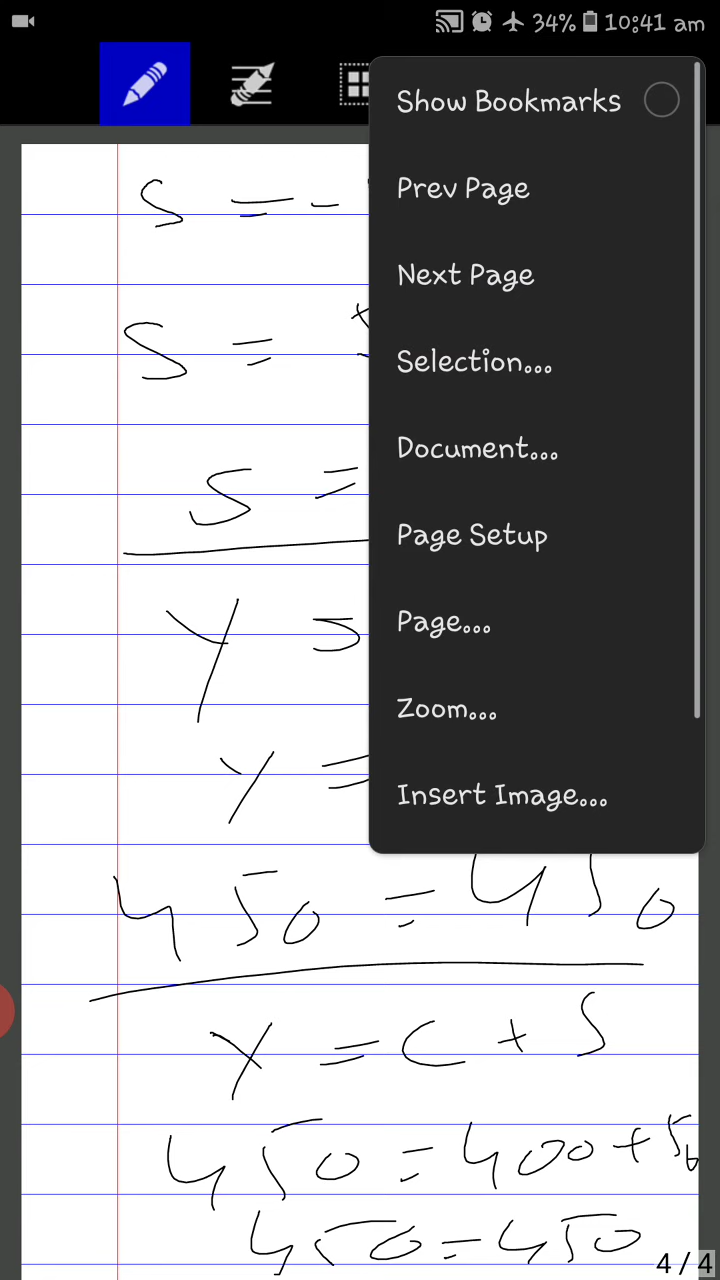 34% 10:41 am
Show Bookmarks
Prev Page
Next Page
Selection...
Document...
Page Setup
Page...
Zoom...
Insert Image...
S = -
S =
S =
Y =
Y =
450 = 450
Y = C + S
450 = 400 + 50
450 = 450
4 / 4